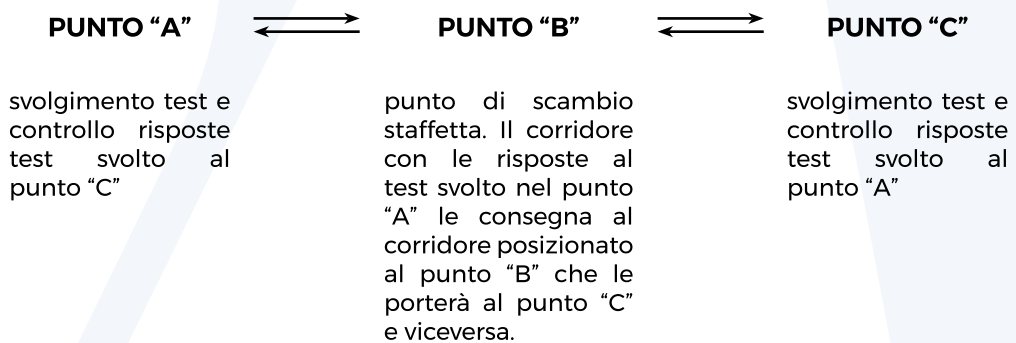 PUNTO “A”
PUNTO “B”
PUNTO “C”
svolgimento test e
controllo risposte
test svolto al
punto “C”
punto di scambio
staffetta. Il corridore
con le risposte al
test svolto nel punto
“A” le consegna al
corridore posizionato
al punto “B” che le
porterà al punto “C”
e viceversa.
svolgimento test e
controllo risposte
test svolto al
punto “A”